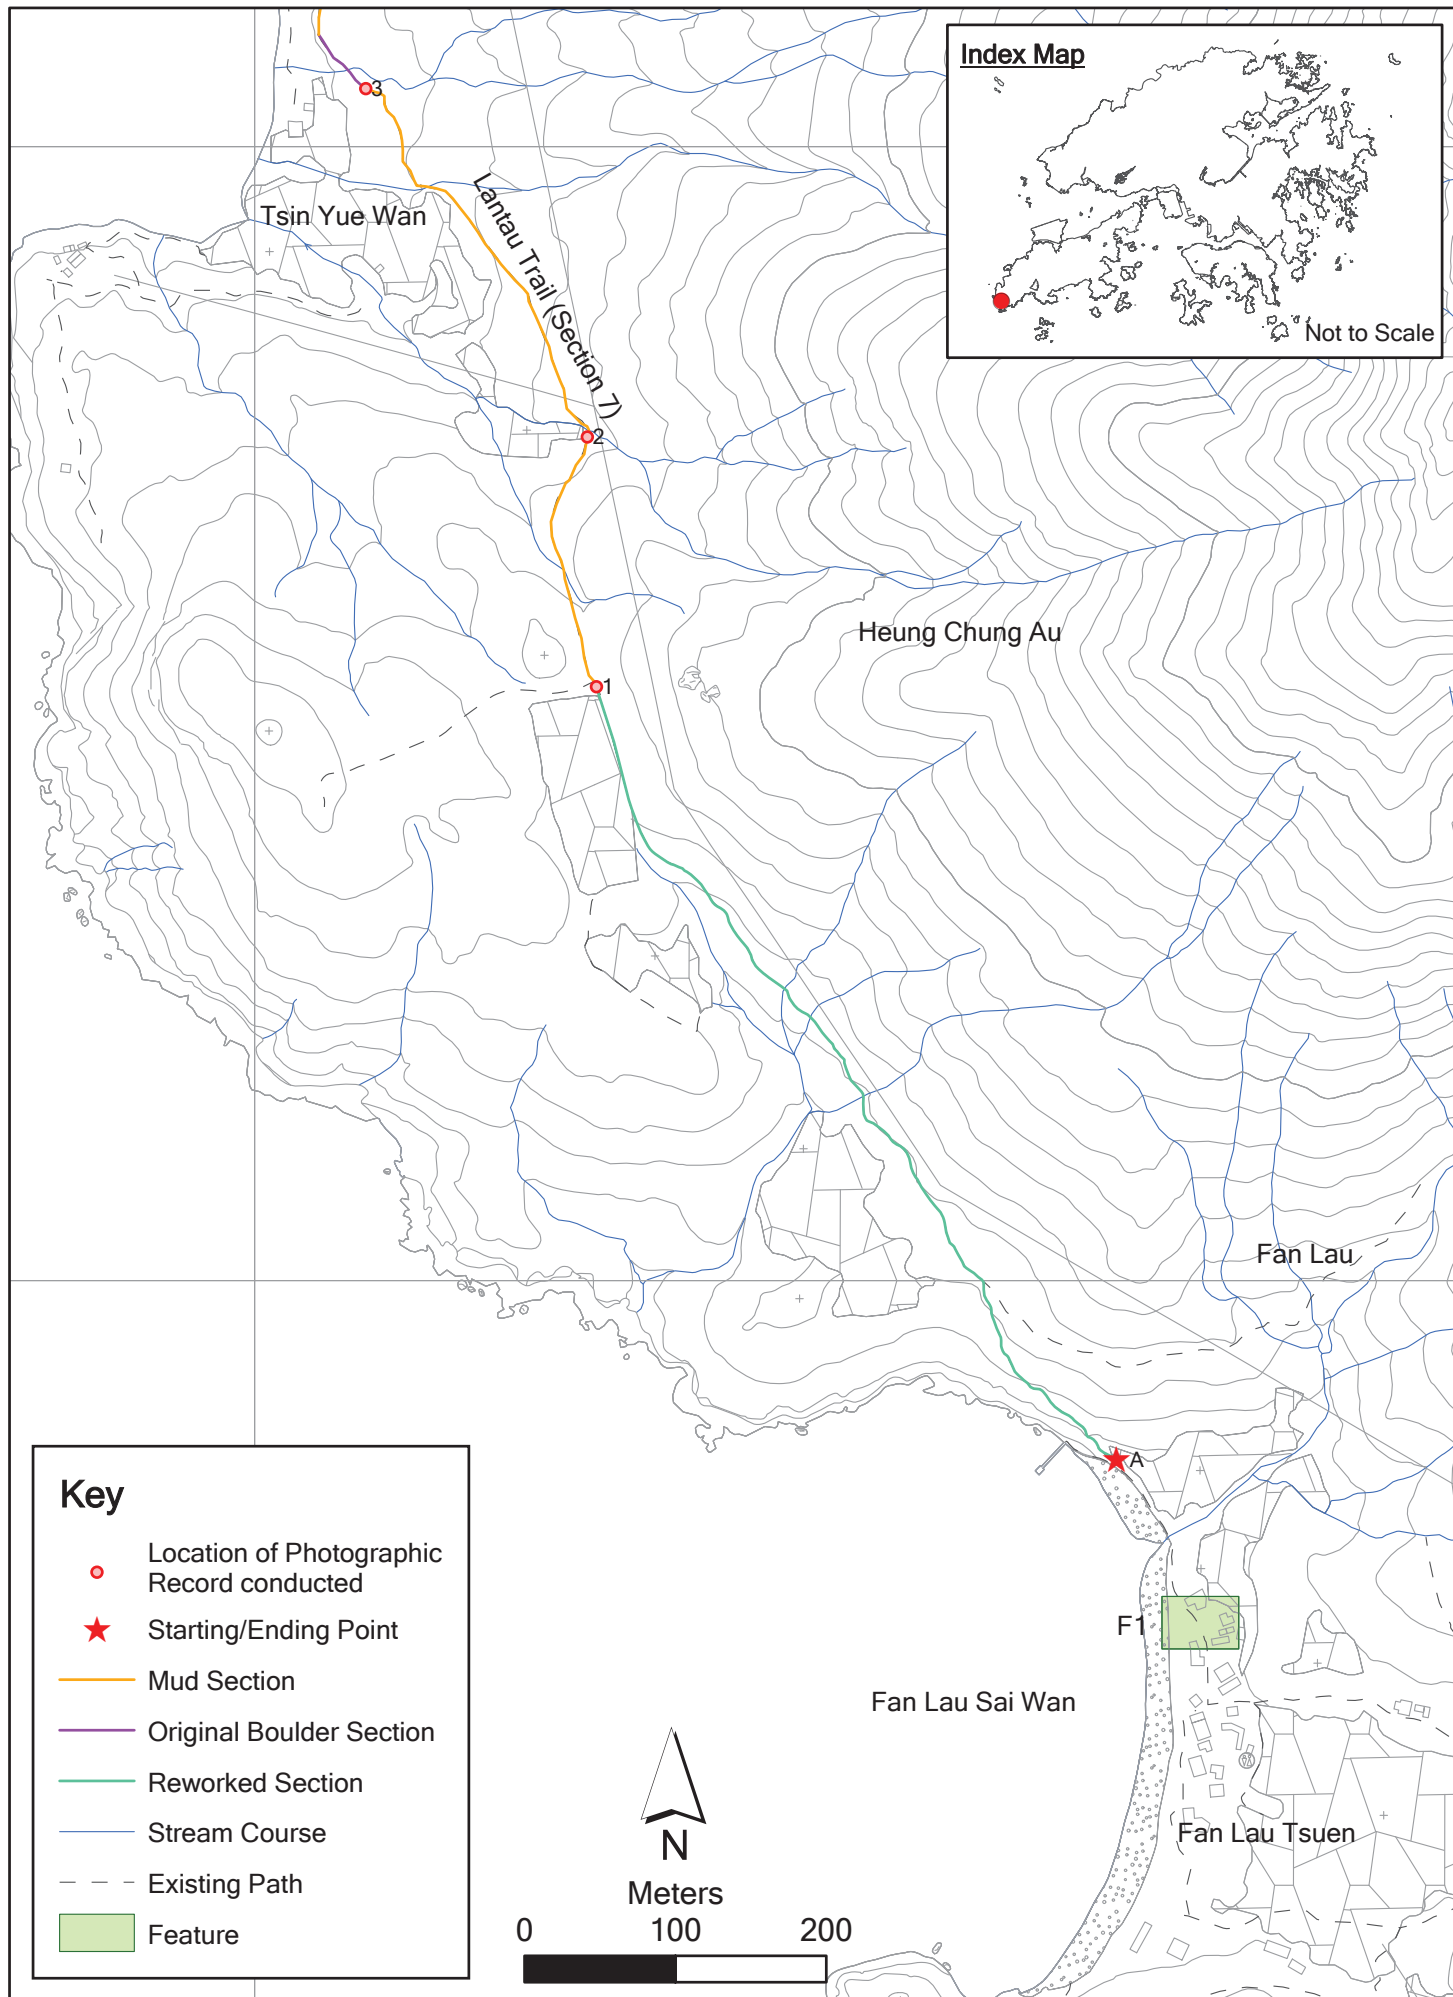 Index Map
Not to Scale
3
Tsin Yue Wan
Lantau Trail (Section 7)
2
Heung Chung Au
1
Fan Lau
A
F1
Fan Lau Sai Wan
Fan Lau Tsuen
Key
Location of Photographic
Record conducted
Starting/Ending Point
Mud Section
Original Boulder Section
Reworked Section
Stream Course
Existing Path
Feature
N
Meters
0 100 200